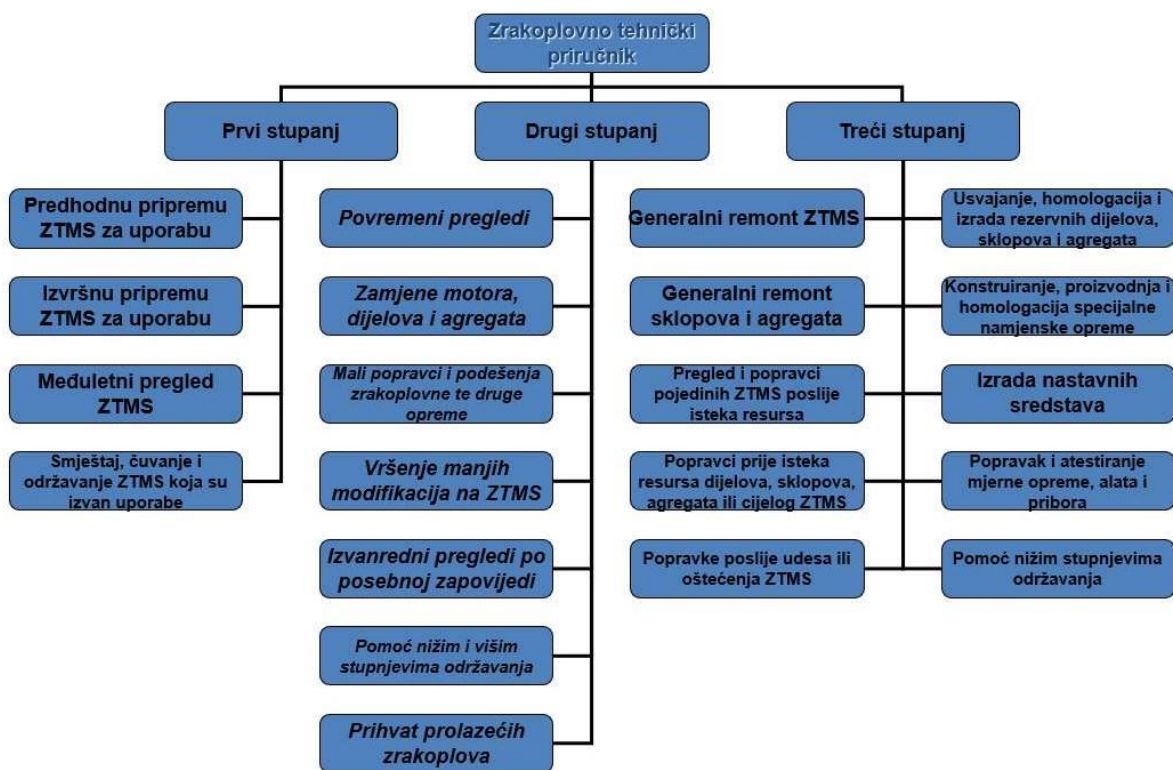 Zrakoplovno tehnički
priručnik
Prvi stupanj
Drugi stupanj
Treći stupanj
Predhodnu pripremu
ZTMS za uporabu
Izvršnu pripremu
ZTMS za uporabu
Međuletni pregled
ZTMS
Smještaj, čuvanje i
održavanje ZTMS koja su
izvan uporabe
Povremeni pregledi
Zamjene motora,
dijelova i agregata
Mali popravci i podešenja
zrakoplovne te druge
opreme
Vršenje manjih
modifikacija na ZTMS
Izvanredni pregledi po
posebnoj zapovijedi
Pomoć nižim i višim
stupnjevima održavanja
Prihvat prolazećih
zrakoplova
Generalni remont ZTMS
Generalni remont
sklopova i agregata
Pregled i popravci
pojedinih ZTMS poslije
isteka resursa
Popravci prije isteka
resursa dijelova, sklopova,
agregata ili cijelog ZTMS
Popravke poslije udesa ili
oštećenja ZTMS
Usvajanje, homologacija i
izrada rezervnih dijelova,
sklopova i agregata
Konstruiranje, proizvodnja i
homologacija specijalne
namjenske opreme
Izrada nastavnih
sredstava
Popravak i atestiranje
mjerne opreme, alata i
pribora
Pomoć nižim stupnjevima
održavanja